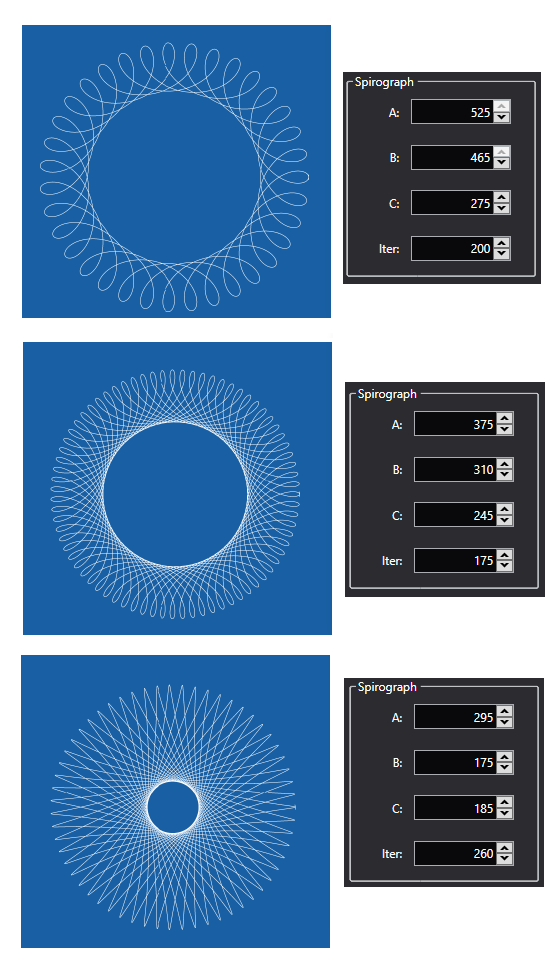 Spirograph
A: 525
B: 465
C: 275
Iter: 200
Spirograph
A: 375
B: 310
C: 245
Iter: 175
Spirograph
A: 295
B: 175
C: 185
Iter: 260